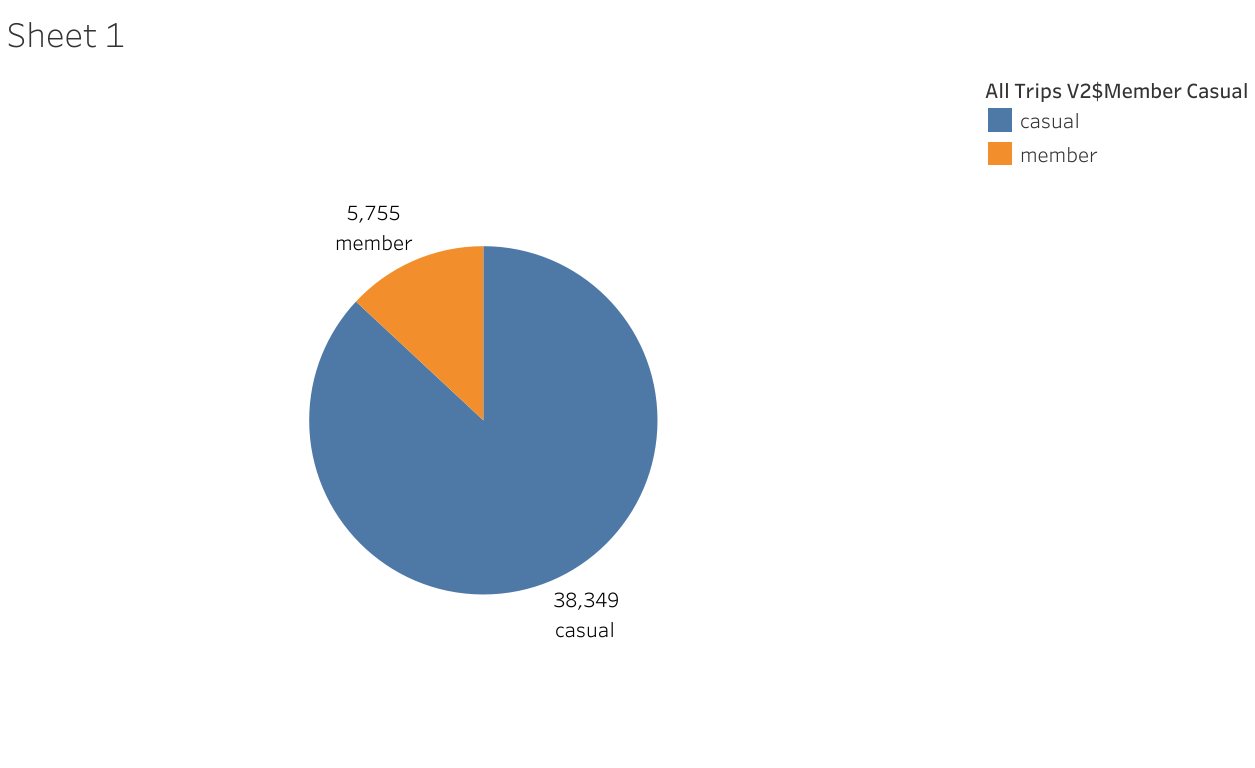 Sheet 1
All Trips V2$Member Casual
casual
member
5,755
member
38,349
casual